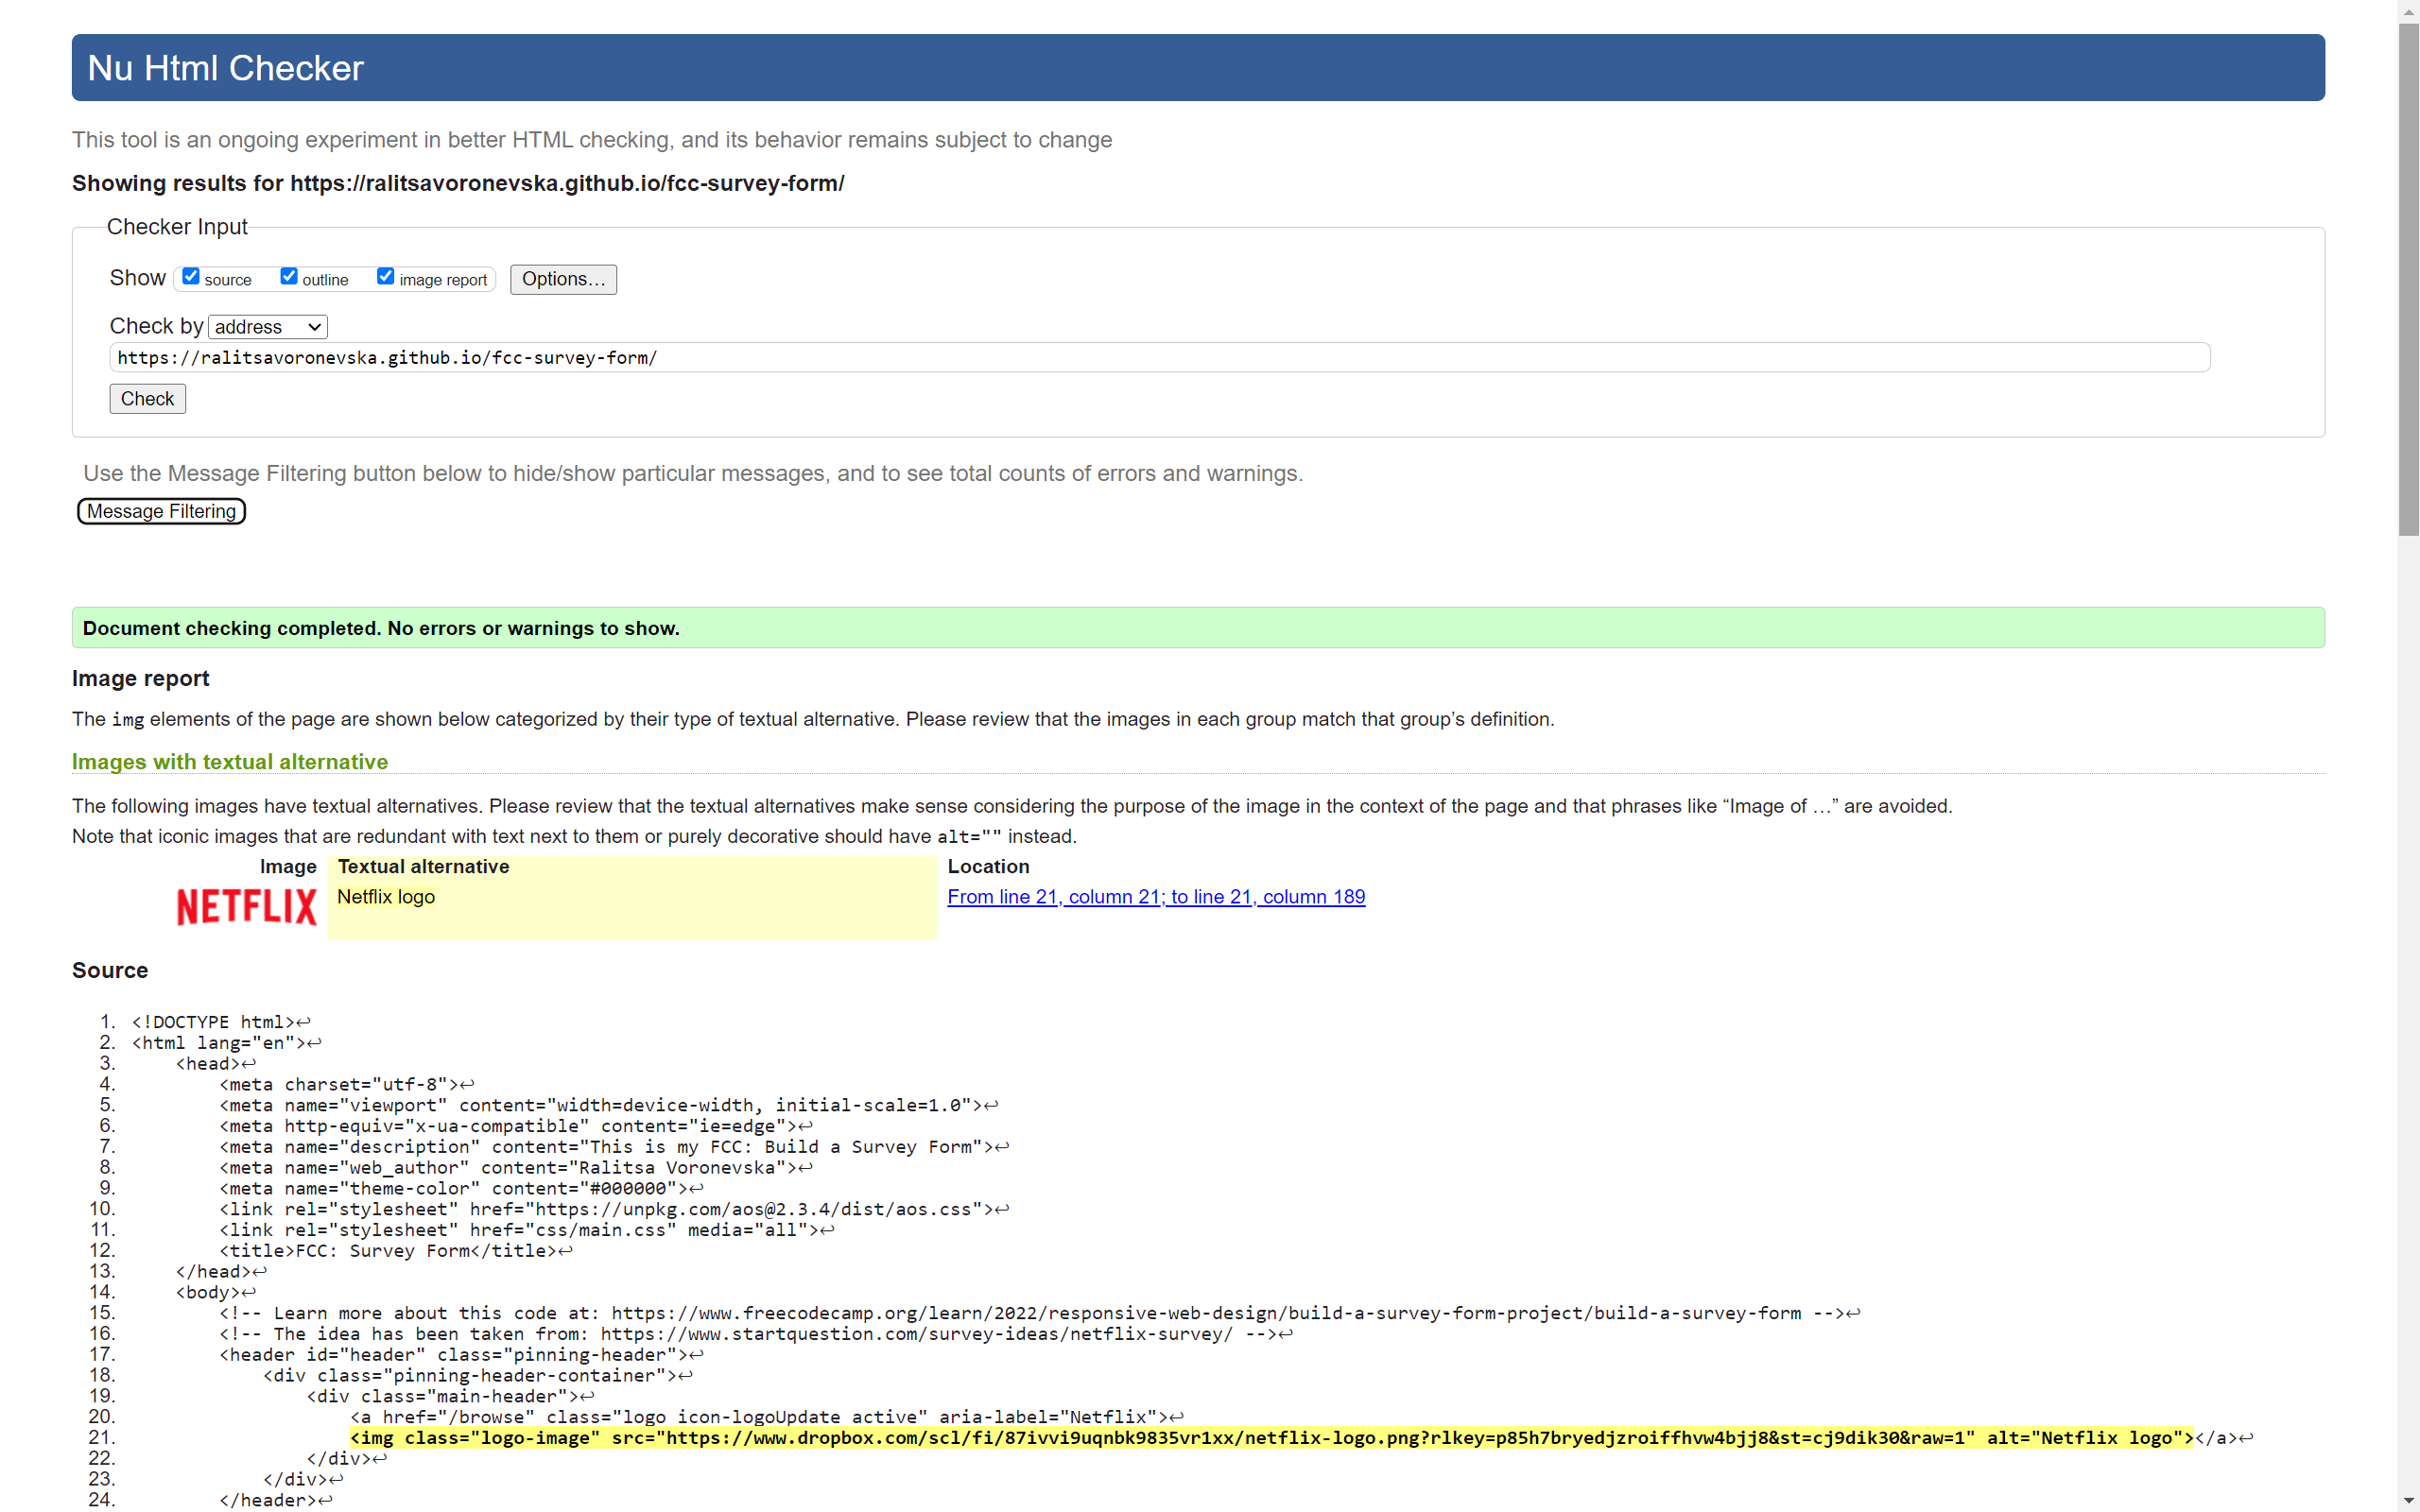 Nu Html Checker
This tool is an ongoing experiment in better HTML checking, and its behavior remains subject to change
Showing results for https://ralitsavoronevska.github.io/fcc-survey-form/
Checker Input
Show source outline image report Options…
Check by address
https://ralitsavoronevska.github.io/fcc-survey-form/
Check
Use the Message Filtering button below to hide/show particular messages, and to see total counts of errors and warnings.
Message Filtering
Document checking completed. No errors or warnings to show.
Image report
The img elements of the page are shown below categorized by their type of textual alternative. Please review that the images in each group match that group’s definition.
Images with textual alternative
The following images have textual alternatives. Please review that the textual alternatives make sense considering the purpose of the image in the context of the page and that phrases like “Image of …” are avoided.
Note that iconic images that are redundant with text next to them or purely decorative should have alt="" instead.
Image Textual alternative Location
NETFLIX Netflix logo From line 21, column 21; to line 21, column 189
Source
1. <!DOCTYPE html>↩
2. <html lang="en">↩
3. <head>↩
4. <meta charset="utf-8">↩
5. <meta name="viewport" content="width=device-width, initial-scale=1.0">↩
6. <meta http-equiv="x-ua-compatible" content="ie=edge">↩
7. <meta name="description" content="This is my FCC: Build a Survey Form">↩
8. <meta name="web_author" content="Ralitsa Voronevska">↩
9. <meta name="theme-color" content="#000000">↩
10. <link rel="stylesheet" href="https://unpkg.com/aos@2.3.4/dist/aos.css">↩
11. <link rel="stylesheet" href="css/main.css" media="all">↩
12. <title>FCC: Survey Form</title>↩
13. </head>↩
14. <body>↩
15. <!-- Learn more about this code at: https://www.freecodecamp.org/learn/2022/responsive-web-design/build-a-survey-form-project/build-a-survey-form -->↩
16. <!-- The idea has been taken from: https://www.startquestion.com/survey-ideas/netflix-survey/ -->↩
17. <header id="header" class="pinning-header">↩
18. <div class="pinning-header-container">↩
19. <div class="main-header">↩
20. <a href="/browse" class="logo icon-logoUpdate active" aria-label="Netflix">↩
21. <img class="logo-image" src="https://www.dropbox.com/scl/fi/87ivvi9uqnbk9835vr1xx/netflix-logo.png?rlkey=p85h7bryedjzroiffhvw4bjj8&st=cj9dik30&raw=1" alt="Netflix logo"></a>↩
22. </div>↩
23. </div>↩
24. </header>↩